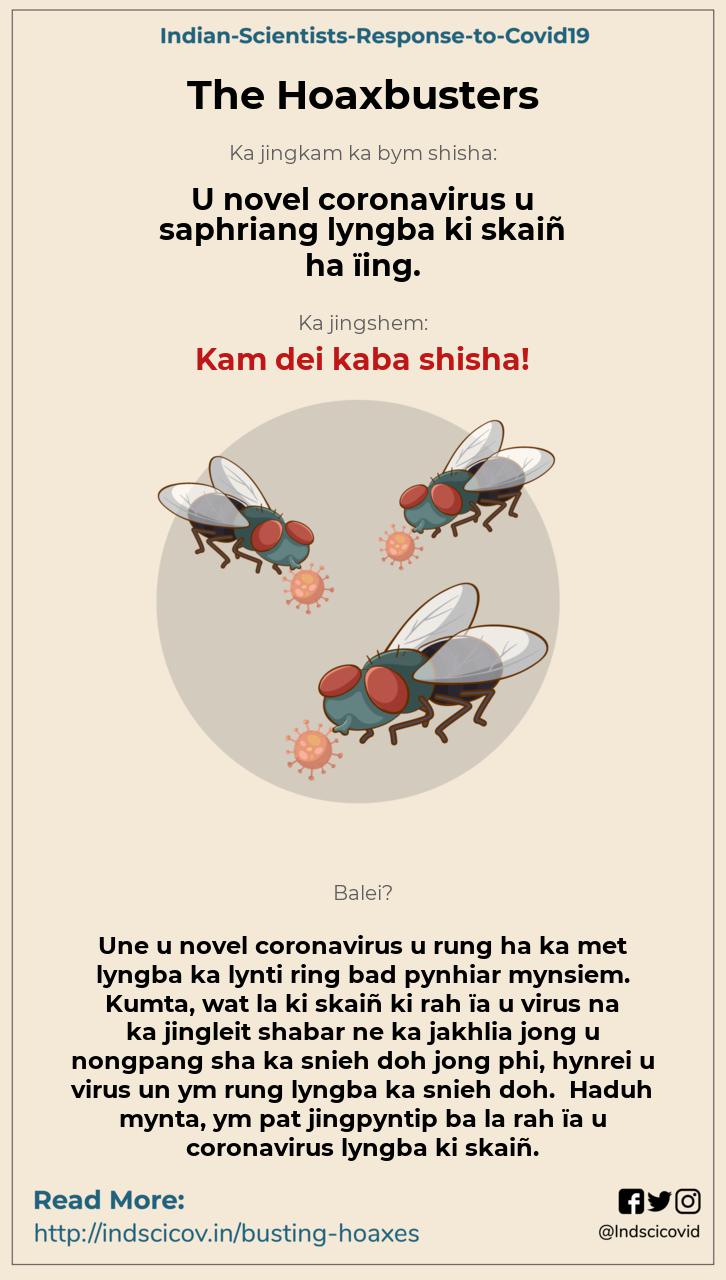 Indian-Scientists-Response-to-Covid19
The Hoaxbusters
Ka jingkam ka bym shisha:
U novel coronavirus u
saphriang lyngba ki skaiñ
ha ïing.
Ka jingshem:
Kam dei kaba shisha!
Balei?
Une u novel coronavirus u rung ha ka met
lyngba ka lynti ring bad pynhiar mynsiem.
Kumta, wat la ki skaiñ ki rah ïa u virus na
ka jingleit shabar ne ka jakhlia jong u
nongpang sha ka snieh doh jong phi, hynrei u
virus un ym rung lyngba ka snieh doh. Haduh
mynta, ym pat jingpyntip ba la rah ïa u
coronavirus lyngba ki skaiñ.
Read More:
http://indscicov.in/busting-hoaxes
@Indscicovid